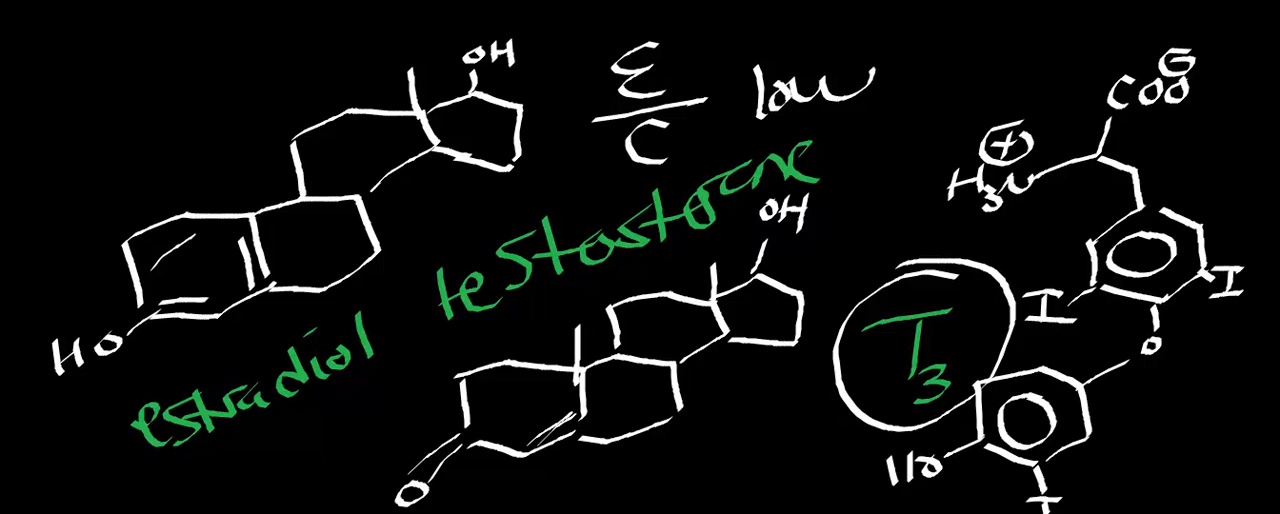 OH
HO
estradiol
E
C
low
testosterone
OH
O
COO⊖
⊕
H₃N
I
I
O
T₃
HO
I